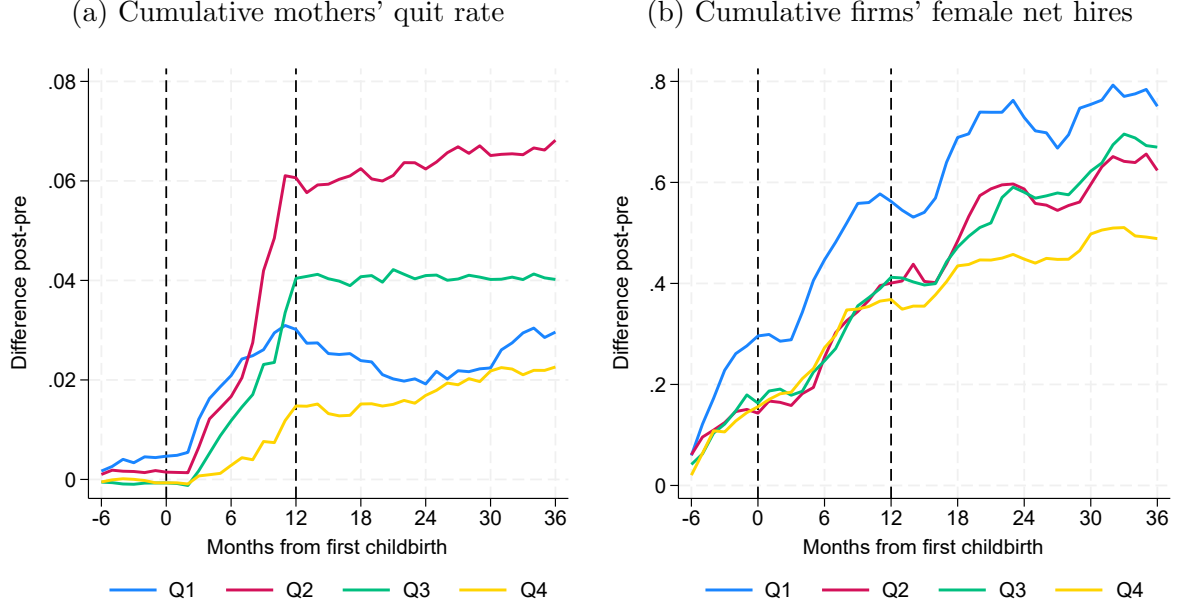 (a) Cumulative mothers’ quit rate
.08
.06
.04
.02
0
Difference post-pre
-6 0 6 12 18 24 30 36
Months from first childbirth
Q1 Q2 Q3 Q4
(b) Cumulative firms’ female net hires
.8
.6
.4
.2
0
Difference post-pre
-6 0 6 12 18 24 30 36
Months from first childbirth
Q1 Q2 Q3 Q4